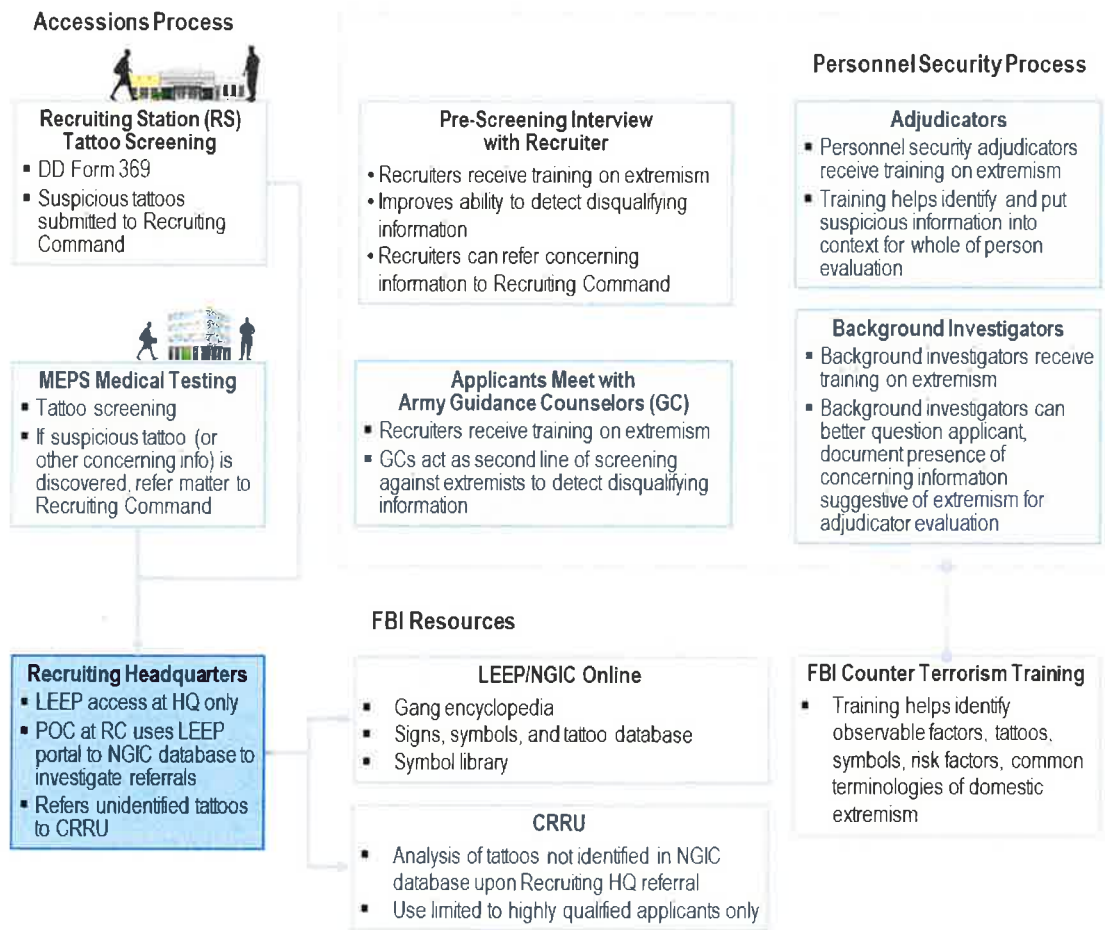 Accessions Process
Recruiting Station (RS)
Tattoo Screening
▪ DD Form 369
▪ Suspicious tattoos
submitted to Recruiting
Command
MEPS Medical Testing
▪ Tattoo screening
▪ If suspicious tattoo (or
other concerning info) is
discovered, refer matter to
Recruiting Command
Pre-Screening Interview
with Recruiter
• Recruiters receive training on extremism
• Improves ability to detect disqualifying
information
• Recruiters can refer concerning
information to Recruiting Command
Applicants Meet with
Army Guidance Counselors (GC)
▪ Recruiters receive training on extremism
▪ GCs act as second line of screening
against extremists to detect disqualifying
information
Personnel Security Process
Adjudicators
▪ Personnel security adjudicators
receive training on extremism
▪ Training helps identify and put
suspicious information into
context for whole of person
evaluation
Background Investigators
▪ Background investigators receive
training on extremism
▪ Background investigators can
better question applicant,
document presence of
concerning information
suggestive of extremism for
adjudicator evaluation
Recruiting Headquarters
▪ LEEP access at HQ only
▪ POC at RC uses LEEP
portal to NGIC database to
investigate referrals
▪ Refers unidentified tattoos
to CRRU
FBI Resources
LEEP/NGIC Online
▪ Gang encyclopedia
▪ Signs, symbols, and tattoo database
▪ Symbol library
CRRU
▪ Analysis of tattoos not identified in NGIC
database upon Recruiting HQ referral
▪ Use limited to highly qualified applicants only
FBI Counter Terrorism Training
▪ Training helps identify
observable factors, tattoos,
symbols, risk factors, common
terminologies of domestic
extremism